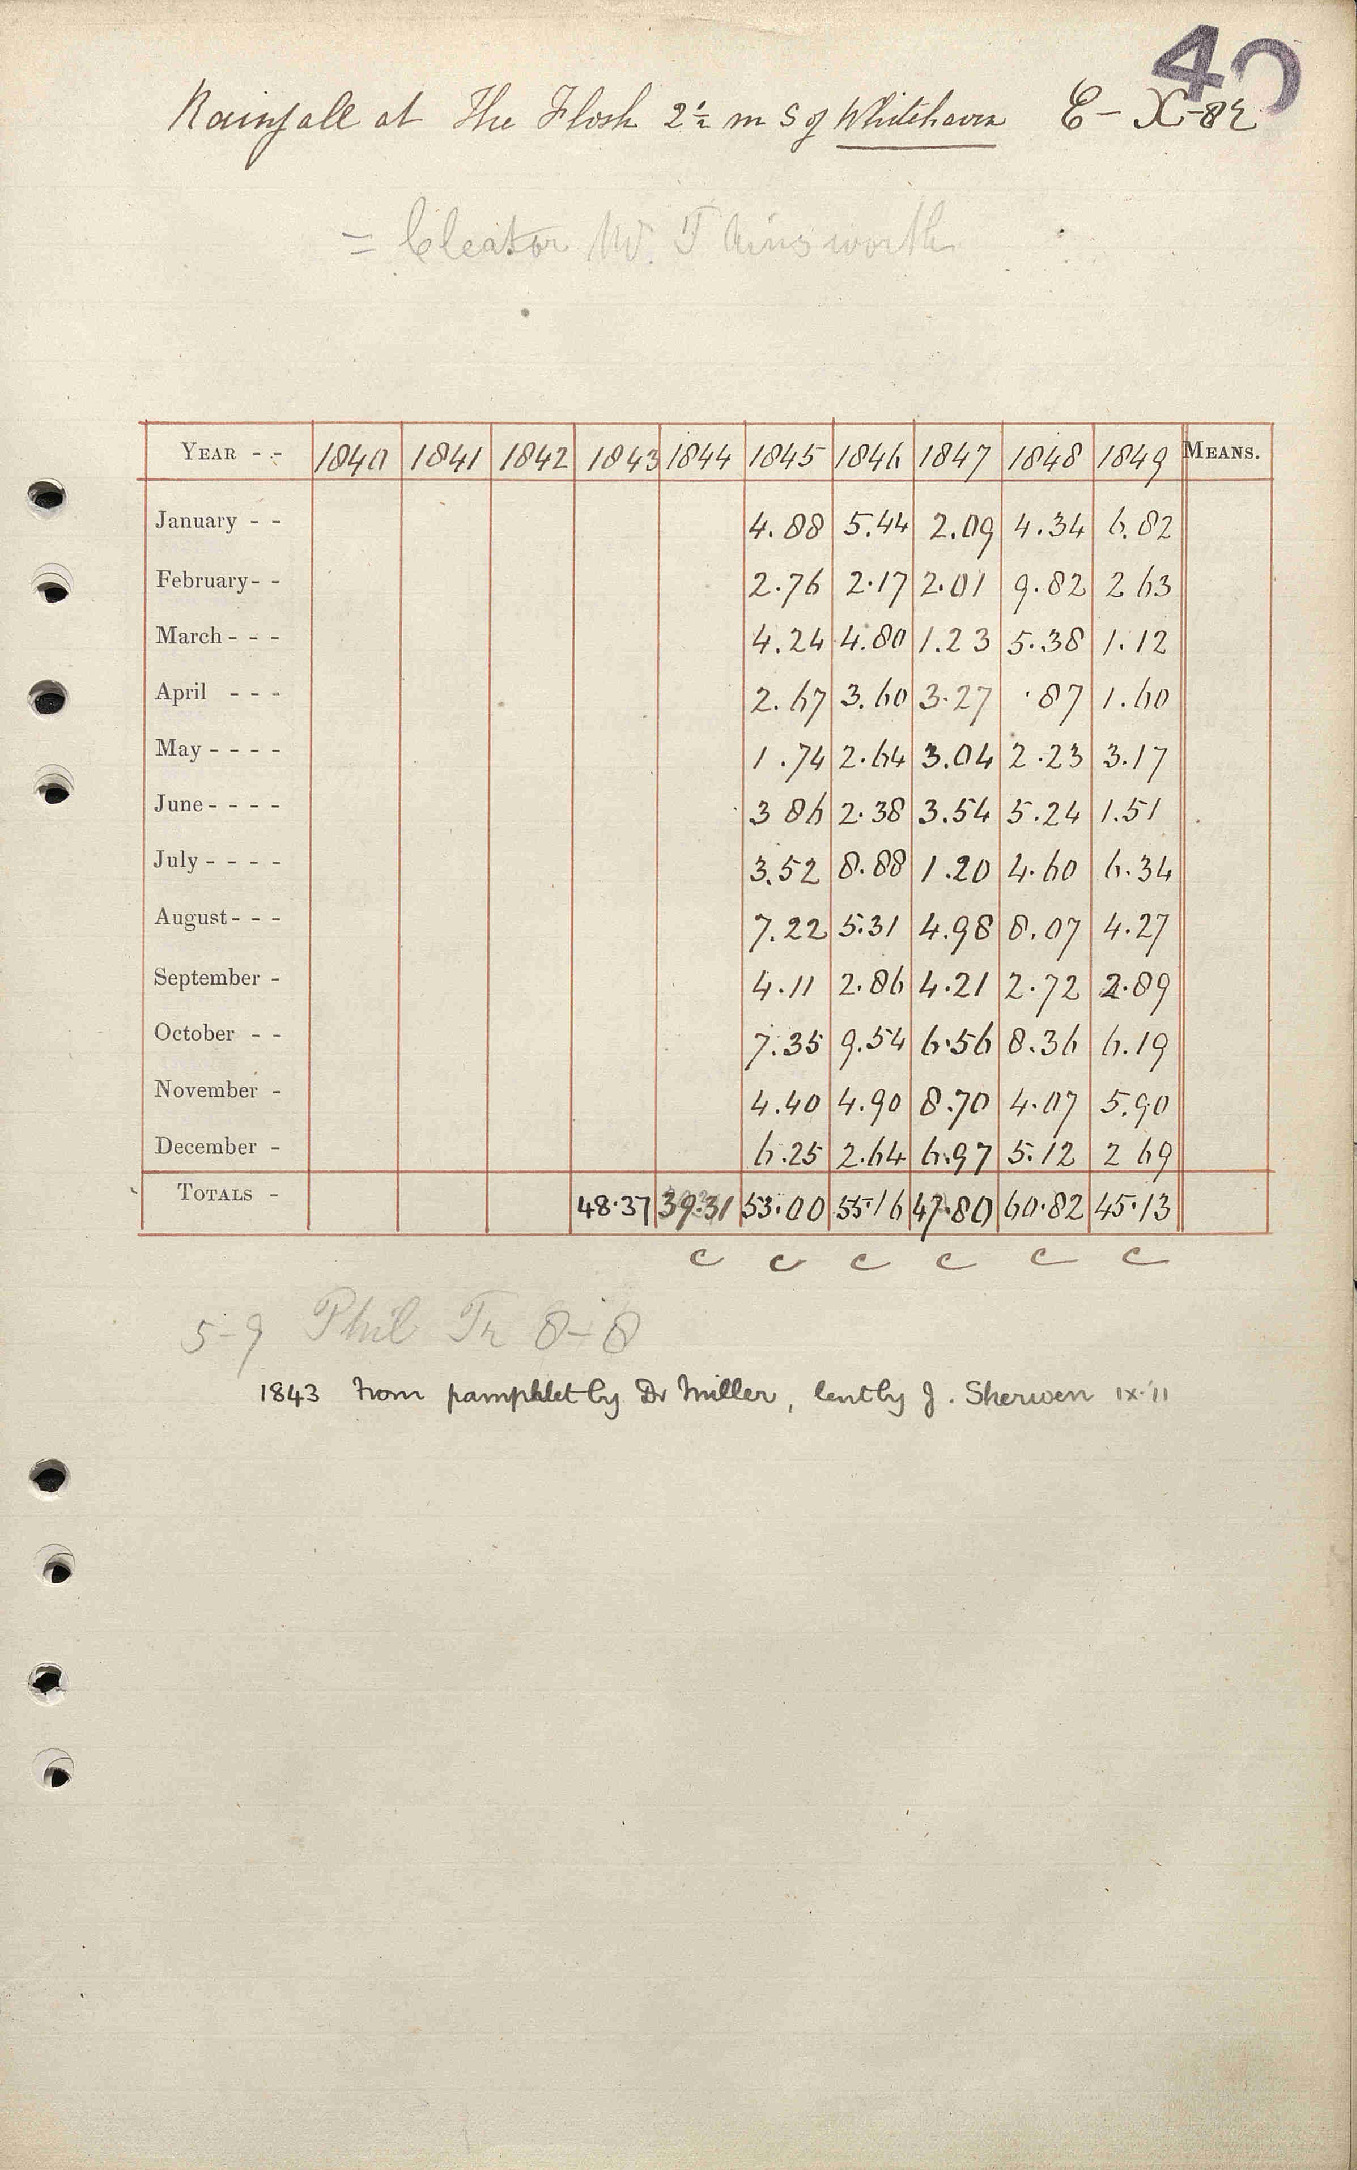 40
Rainfall at The Flosh 2½ m S of Whitehaven E-X-82
= Cleator W. T Ainsworth
YEAR - - 1840 1841 1842 1843 1844 1845 1846 1847 1848 1849 MEANS.
January - - 4.88 5.44 2.09 4.34 6.82
February - - 2.76 2.17 2.01 9.82 2 63
March - - - 4.24 4.80 1.23 5.38 1.12
April - - - 2.67 3.60 3.27 .87 1.60
May - - - - 1.74 2.64 3.04 2.23 3.17
June - - - - 3 86 2.38 3.54 5.24 1.51
July - - - - 3.52 8.88 1.20 4.60 6.34
August - - - 7.22 5.31 4.98 8.07 4.27
September - 4.11 2.86 4.21 2.72 2.89
October - - 7.35 9.54 6.56 8.36 6.19
November - 4.40 4.90 8.70 4.07 5.90
December - 6.25 2.64 6.97 5.12 2 69
TOTALS - 48.37 39.31 53.00 55.16 47.80 60.82 45.13
c c c c c c
5-9 Phil Tr 8-8
1843 from pamphlet by Dr Miller, lent by J. Sherwen ix.'11